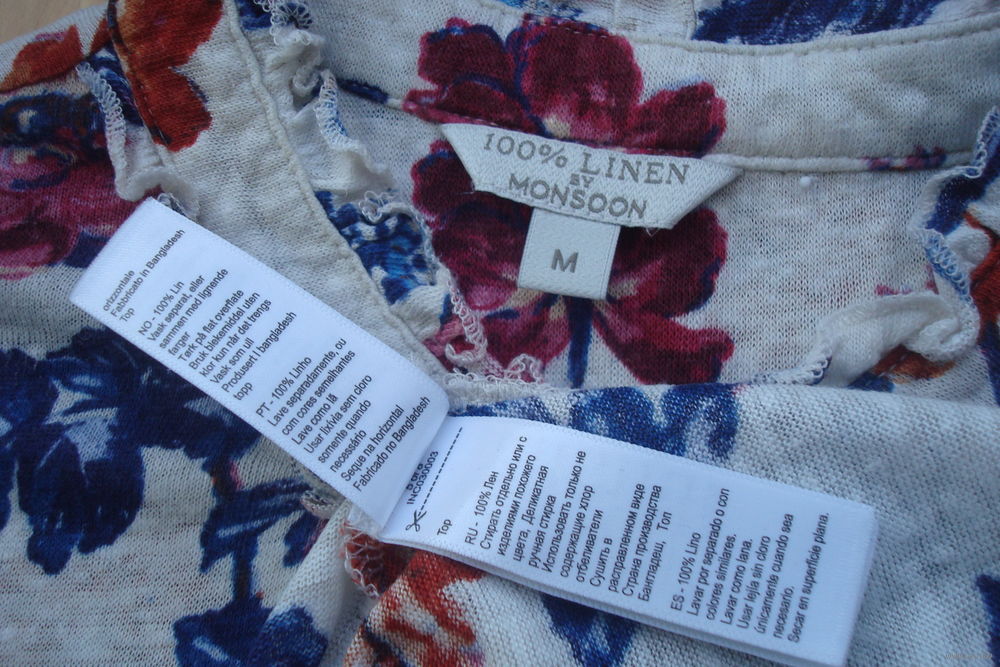 100% LINEN
BY
MONSOON
M
orizzontale
Fabbricato in Bangladesh
Top
NO - 100% Lin
Vask separat, eller
sammen med lignende
farger
Tørk på flat overflate
Bruk blekemiddel uten
klor kun når det trengs
Vask som ull
Produsert i bangladesh
topp
PT - 100% Linho
Lave separadamente, ou
com cores semelhantes
Lave como lã
Usar lixívia sem cloro
somente quando
necessário
Seque na horizontal
Fabricado no Bangladesh
INC030003
Top
RU - 100% Лен
Стирать отдельно или с
изделиями похожего
цвета, Деликатная
ручная стирка
Использовать только не
содержащие хлор
отбеливатели
Сушить в
расправленном виде
Страна производства
Бангладеш, Топ
ES - 100% Lino
Lavar por separado o con
colores similares.
Lavar como lana.
Usar lejía sin cloro
únicamente cuando sea
necesario.
Secar en superficie plana.